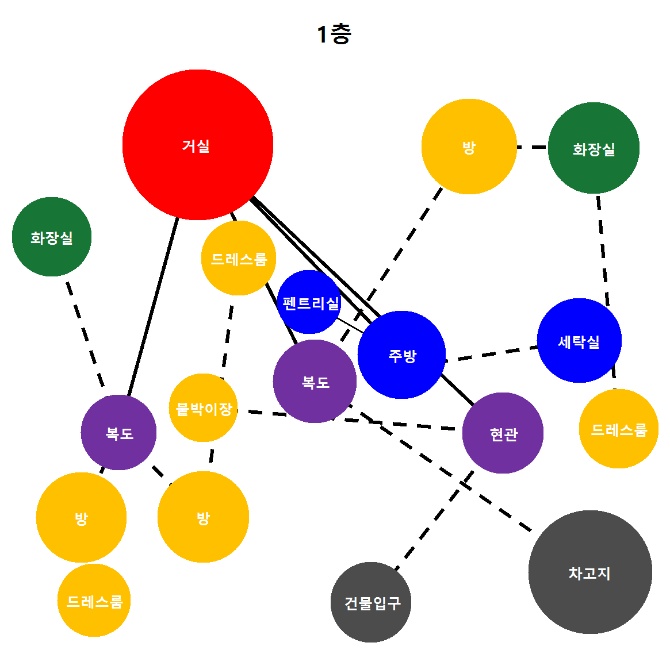 1층
거실
방
화장실
화장실
드레스룸
펜트리실
세탁실
주방
복도
붙박이장
드레스룸
복도
현관
방
방
차고지
드레스룸
건물입구